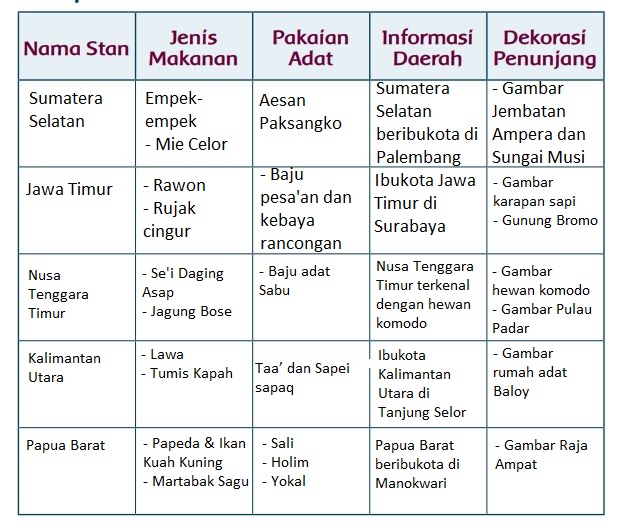 Nama Stan
Jenis
Makanan
Pakaian
Adat
Informasi
Daerah
Dekorasi
Penunjang
Sumatera
Selatan
Empek-
empek
- Mie Celor
Aesan
Paksangko
Sumatera
Selatan
beribukota di
Palembang
- Gambar
Jembatan
Ampera dan
Sungai Musi
Jawa Timur
- Rawon
- Rujak
cingur
- Baju
pesa'an dan
kebaya
rancongan
Ibukota Jawa
Timur di
Surabaya
- Gambar
karapan sapi
- Gunung Bromo
Nusa
Tenggara
Timur
- Se'i Daging
Asap
- Jagung Bose
- Baju adat
Sabu
Nusa Tenggara
Timur terkenal
dengan hewan
komodo
- Gambar
hewan komodo
- Gambar Pulau
Padar
Kalimantan
Utara
- Lawa
- Tumis Kapah
Taa’ dan Sapei
sapaq
Ibukota
Kalimantan
Utara di
Tanjung Selor
- Gambar
rumah adat
Baloy
Papua Barat
- Papeda & Ikan
Kuah Kuning
- Martabak Sagu
- Sali
- Holim
- Yokal
Papua Barat
beribukota di
Manokwari
- Gambar Raja
Ampat